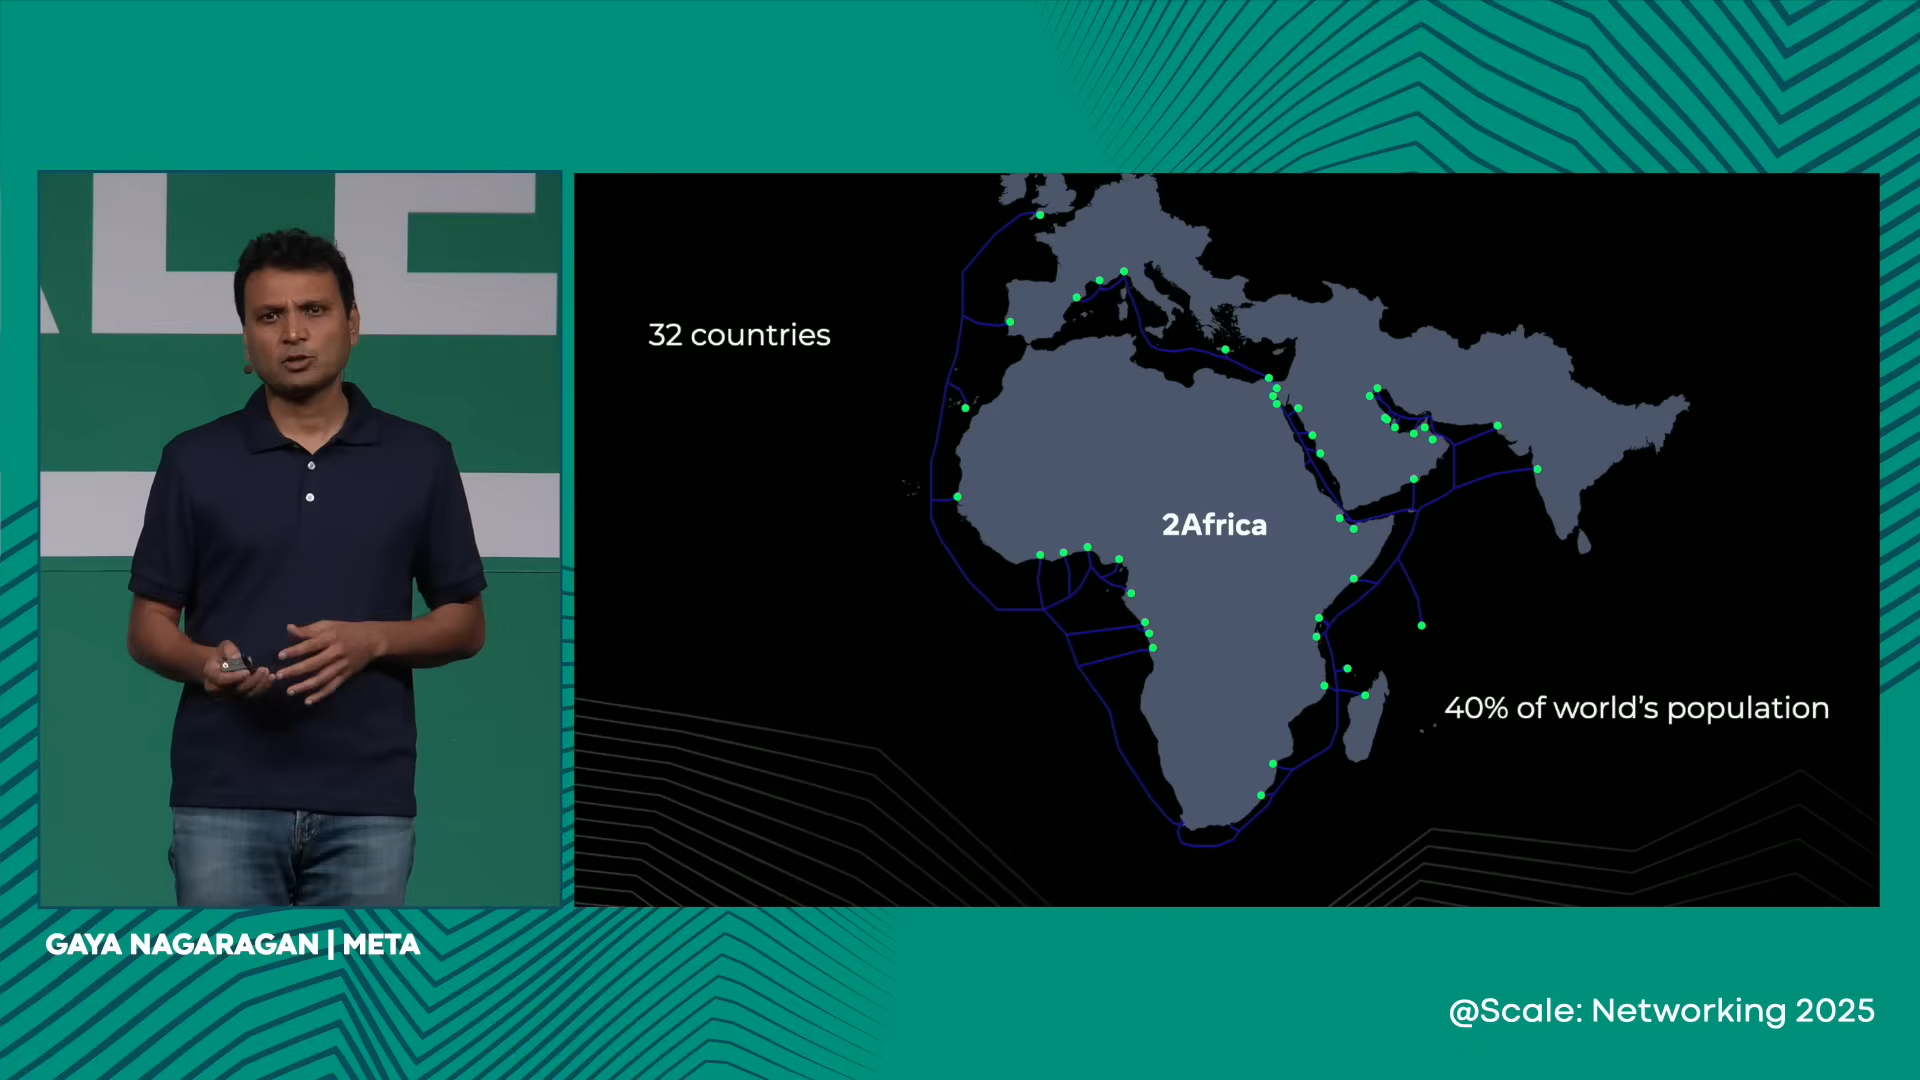 32 countries
2Africa
40% of world's population
GAYA NAGARAGAN | META
@Scale: Networking 2025